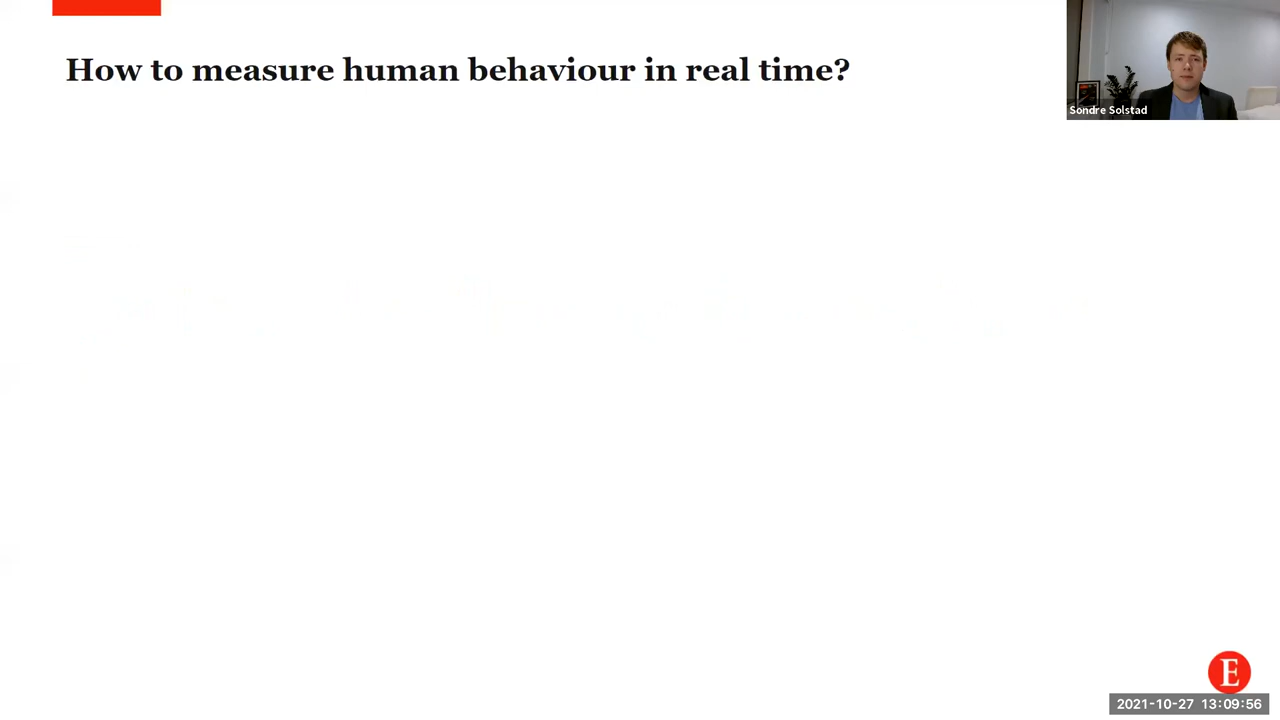 How to measure human behaviour in real time?
Sondre Solstad
E
2021-10-27 13:09:56